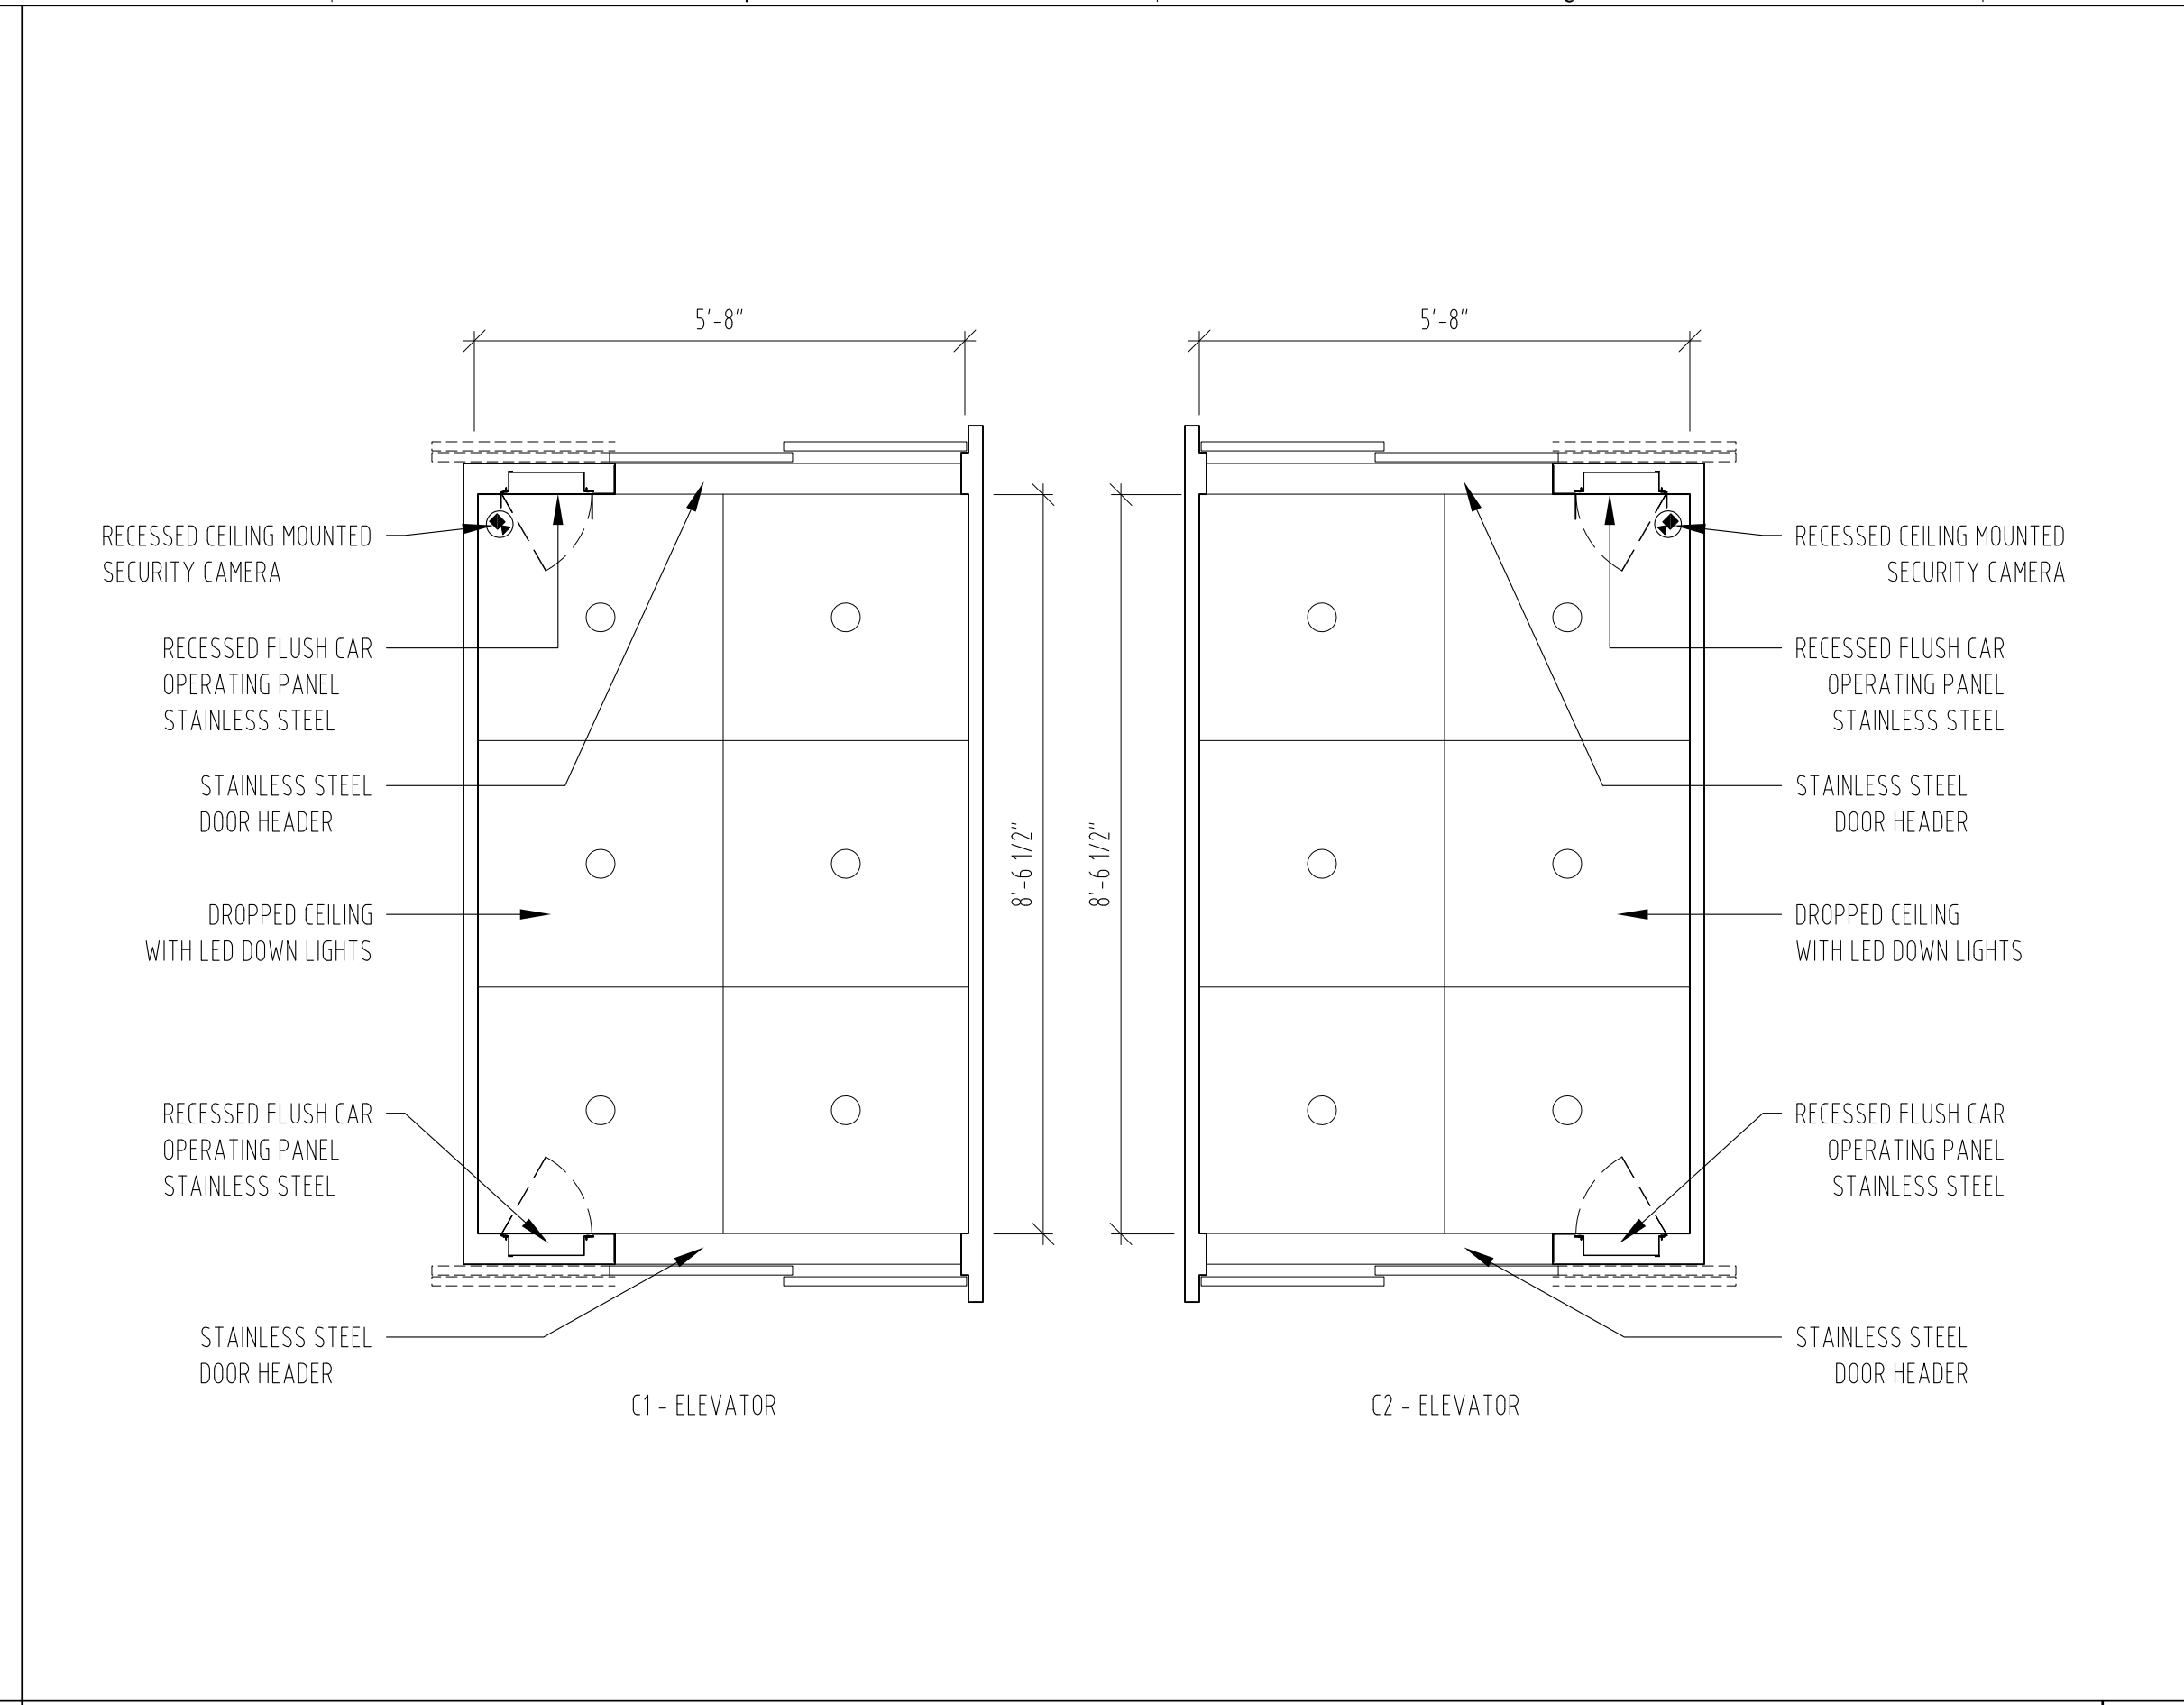 5'-8"
5'-8"
RECESSED CEILING MOUNTED
SECURITY CAMERA
RECESSED FLUSH CAR
OPERATING PANEL
STAINLESS STEEL
STAINLESS STEEL
DOOR HEADER
DROPPED CEILING
WITH LED DOWN LIGHTS
RECESSED FLUSH CAR
OPERATING PANEL
STAINLESS STEEL
STAINLESS STEEL
DOOR HEADER
8'-6 1/2"
8'-6 1/2"
RECESSED CEILING MOUNTED
SECURITY CAMERA
RECESSED FLUSH CAR
OPERATING PANEL
STAINLESS STEEL
STAINLESS STEEL
DOOR HEADER
DROPPED CEILING
WITH LED DOWN LIGHTS
RECESSED FLUSH CAR
OPERATING PANEL
STAINLESS STEEL
STAINLESS STEEL
DOOR HEADER
C1 - ELEVATOR
C2 - ELEVATOR